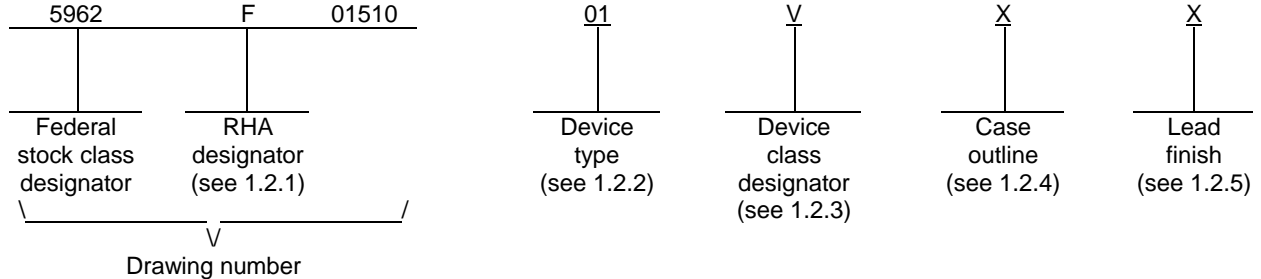 5962 F 01510 01 V X X
Federal stock class designator
RHA designator (see 1.2.1)
Device type (see 1.2.2)
Device class designator (see 1.2.3)
Case outline (see 1.2.4)
Lead finish (see 1.2.5)
\ /
\/
Drawing number